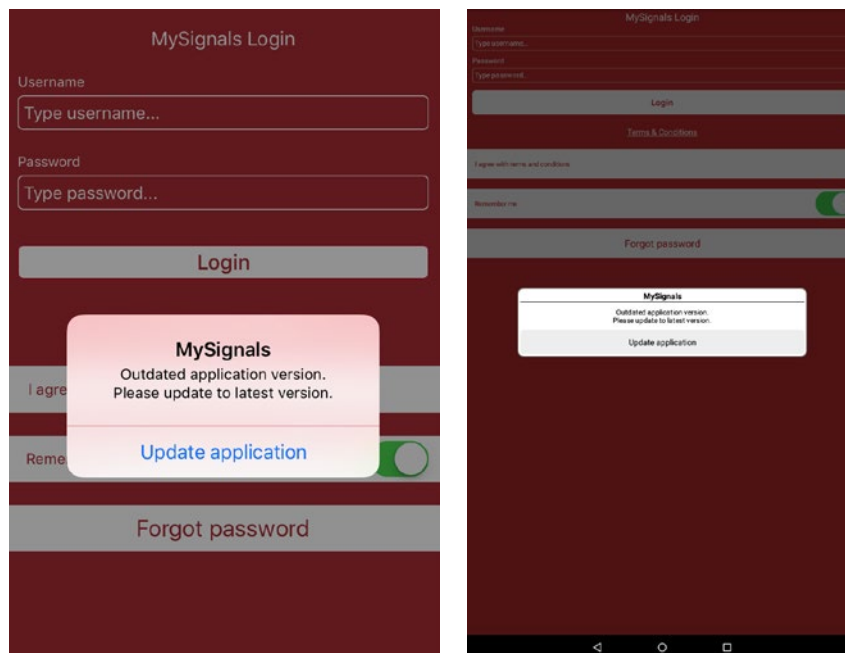 MySignals Login
Username
Type username...
Password
Type password...
Login
MySignals
Outdated application version.
Please update to latest version.
I agre
Update application
Reme
Forgot password
MySignals Login
Username
Type username...
Password
Type password...
Login
Terms & Conditions
I agree with terms and conditions
Remember me
Forgot password
MySignals
Outdated application version.
Please update to latest version.
Update application